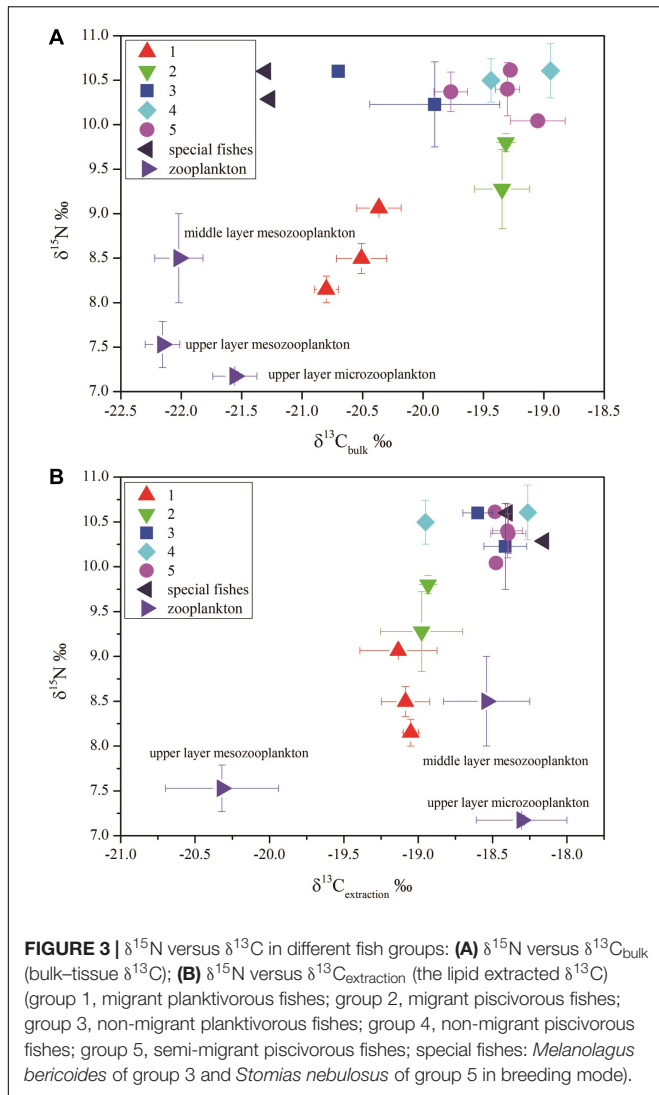 A
11.0
10.5
10.0
9.5
9.0
8.5
8.0
7.5
7.0
δ15N ‰
1
2
3
4
5
special fishes
zooplankton
middle layer mesozooplankton
upper layer mesozooplankton
upper layer microzooplankton
-22.5 -22.0 -21.5 -21.0 -20.5 -20.0 -19.5 -19.0 -18.5
δ13Cbulk ‰
B
11.0
10.5
10.0
9.5
9.0
8.5
8.0
7.5
7.0
δ15N ‰
1
2
3
4
5
special fishes
zooplankton
upper layer mesozooplankton
middle layer mesozooplankton
upper layer microzooplankton
-21.0 -20.5 -20.0 -19.5 -19.0 -18.5 -18.0
δ13Cextraction ‰
FIGURE 3 | δ15N versus δ13C in different fish groups: (A) δ15N versus δ13Cbulk
(bulk–tissue δ13C); (B) δ15N versus δ13Cextraction (the lipid extracted δ13C)
(group 1, migrant planktivorous fishes; group 2, migrant piscivorous fishes;
group 3, non-migrant planktivorous fishes; group 4, non-migrant piscivorous
fishes; group 5, semi-migrant piscivorous fishes; special fishes: Melanolagus
bericoides of group 3 and Stomias nebulosus of group 5 in breeding mode).